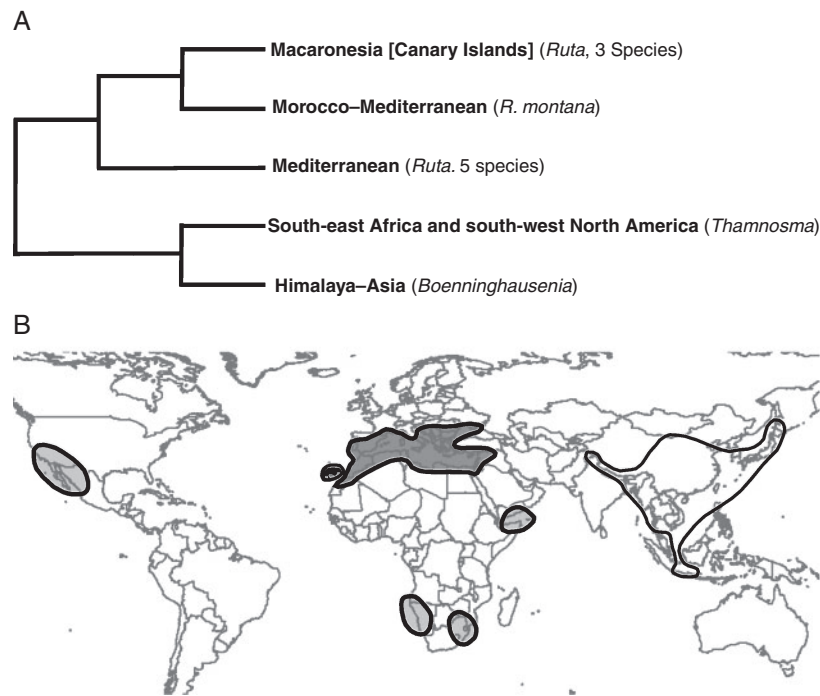 A
Macaronesia [Canary Islands] (Ruta, 3 Species)
Morocco–Mediterranean (R. montana)
Mediterranean (Ruta. 5 species)
South-east Africa and south-west North America (Thamnosma)
Himalaya–Asia (Boenninghausenia)
B